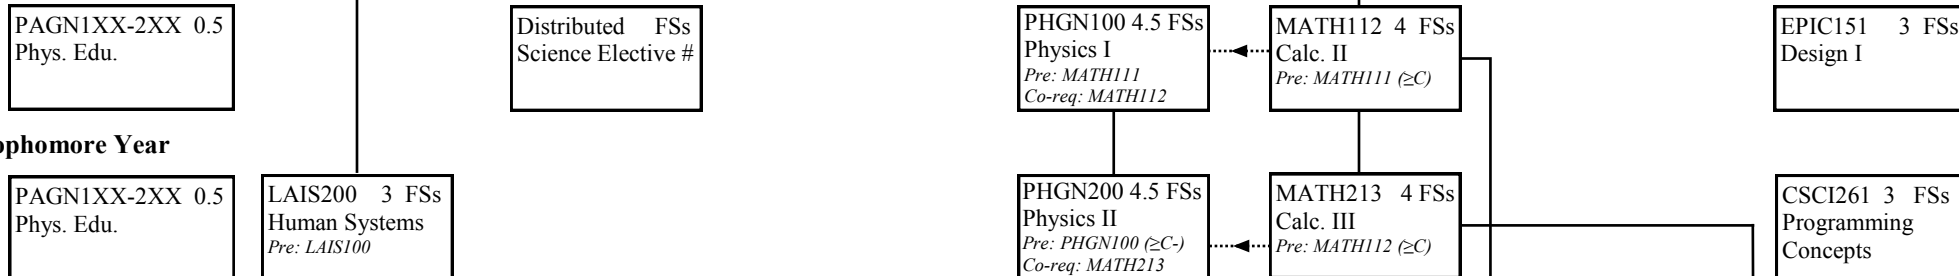 PAGN1XX-2XX 0.5
Phys. Edu.
Distributed FSs
Science Elective #
PHGN100 4.5 FSs
Physics I
Pre: MATH111
Co-req: MATH112
MATH112 4 FSs
Calc. II
Pre: MATH111 (≥C)
EPIC151 3 FSs
Design I
ophomore Year
PAGN1XX-2XX 0.5
Phys. Edu.
LAIS200 3 FSs
Human Systems
Pre: LAIS100
PHGN200 4.5 FSs
Physics II
Pre: PHGN100 (≥C-)
Co-req: MATH213
MATH213 4 FSs
Calc. III
Pre: MATH112 (≥C)
CSCI261 3 FSs
Programming
Concepts